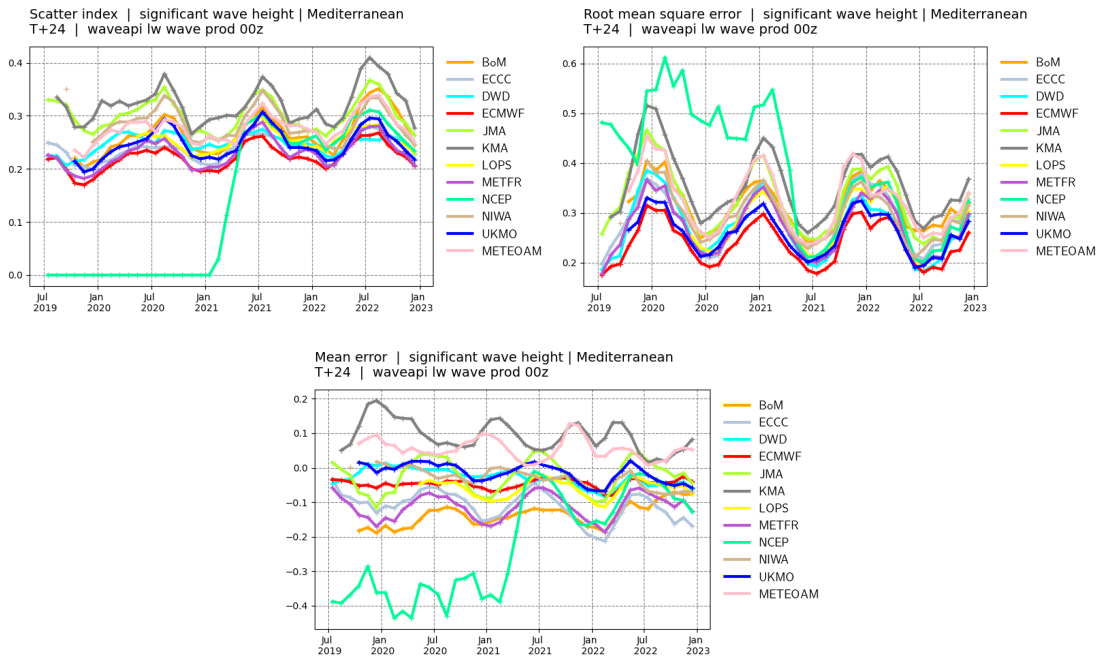 Scatter index | significant wave height | Mediterranean
T+24 | waveapi lw wave prod 00z
0.4
0.3
0.2
0.1
0.0
Jul 2019
Jan 2020
Jul 2020
Jan 2021
Jul 2021
Jan 2022
Jul 2022
Jan 2023
BoM
ECCC
DWD
ECMWF
JMA
KMA
LOPS
METFR
NCEP
NIWA
UKMO
METEOAM
Root mean square error | significant wave height | Mediterranean
T+24 | waveapi lw wave prod 00z
0.6
0.5
0.4
0.3
0.2
Jul 2019
Jan 2020
Jul 2020
Jan 2021
Jul 2021
Jan 2022
Jul 2022
Jan 2023
BoM
ECCC
DWD
ECMWF
JMA
KMA
LOPS
METFR
NCEP
NIWA
UKMO
METEOAM
Mean error | significant wave height | Mediterranean
T+24 | waveapi lw wave prod 00z
0.2
0.1
0.0
−0.1
−0.2
−0.3
−0.4
Jul 2019
Jan 2020
Jul 2020
Jan 2021
Jul 2021
Jan 2022
Jul 2022
Jan 2023
BoM
ECCC
DWD
ECMWF
JMA
KMA
LOPS
METFR
NCEP
NIWA
UKMO
METEOAM